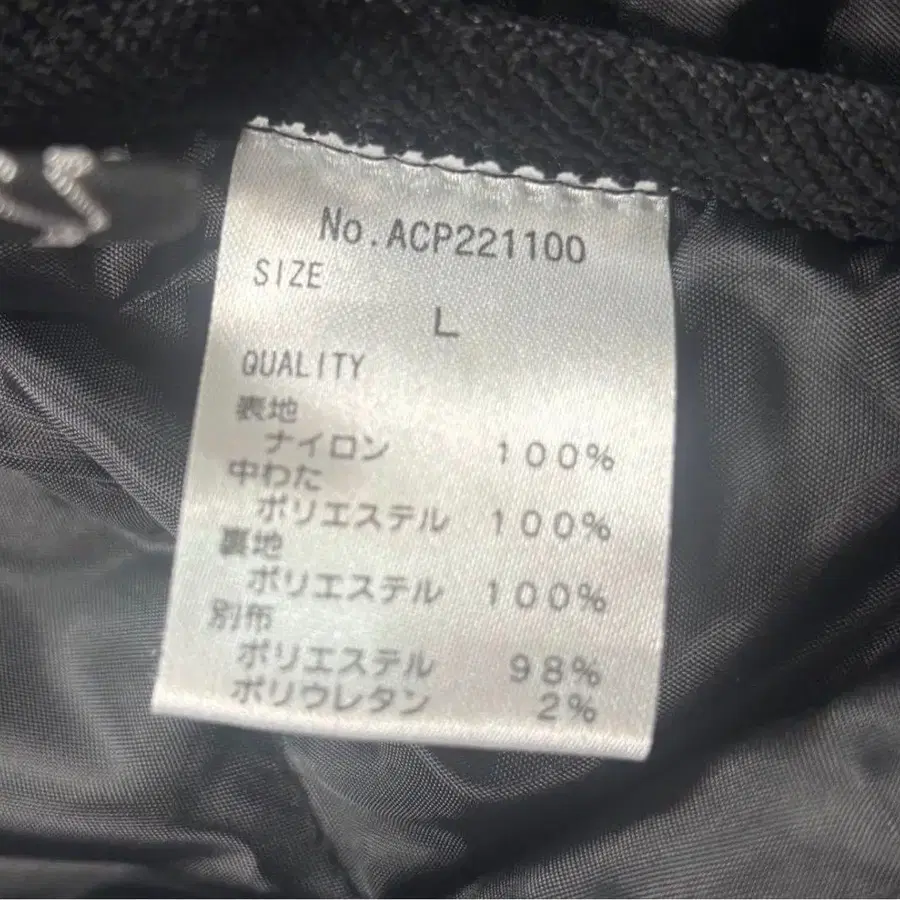 No.ACP221100
SIZE
L
QUALITY
表地
ナイロン 100%
中わた
ポリエステル 100%
裏地
ポリエステル 100%
別布
ポリエステル 98%
ポリウレタン 2%